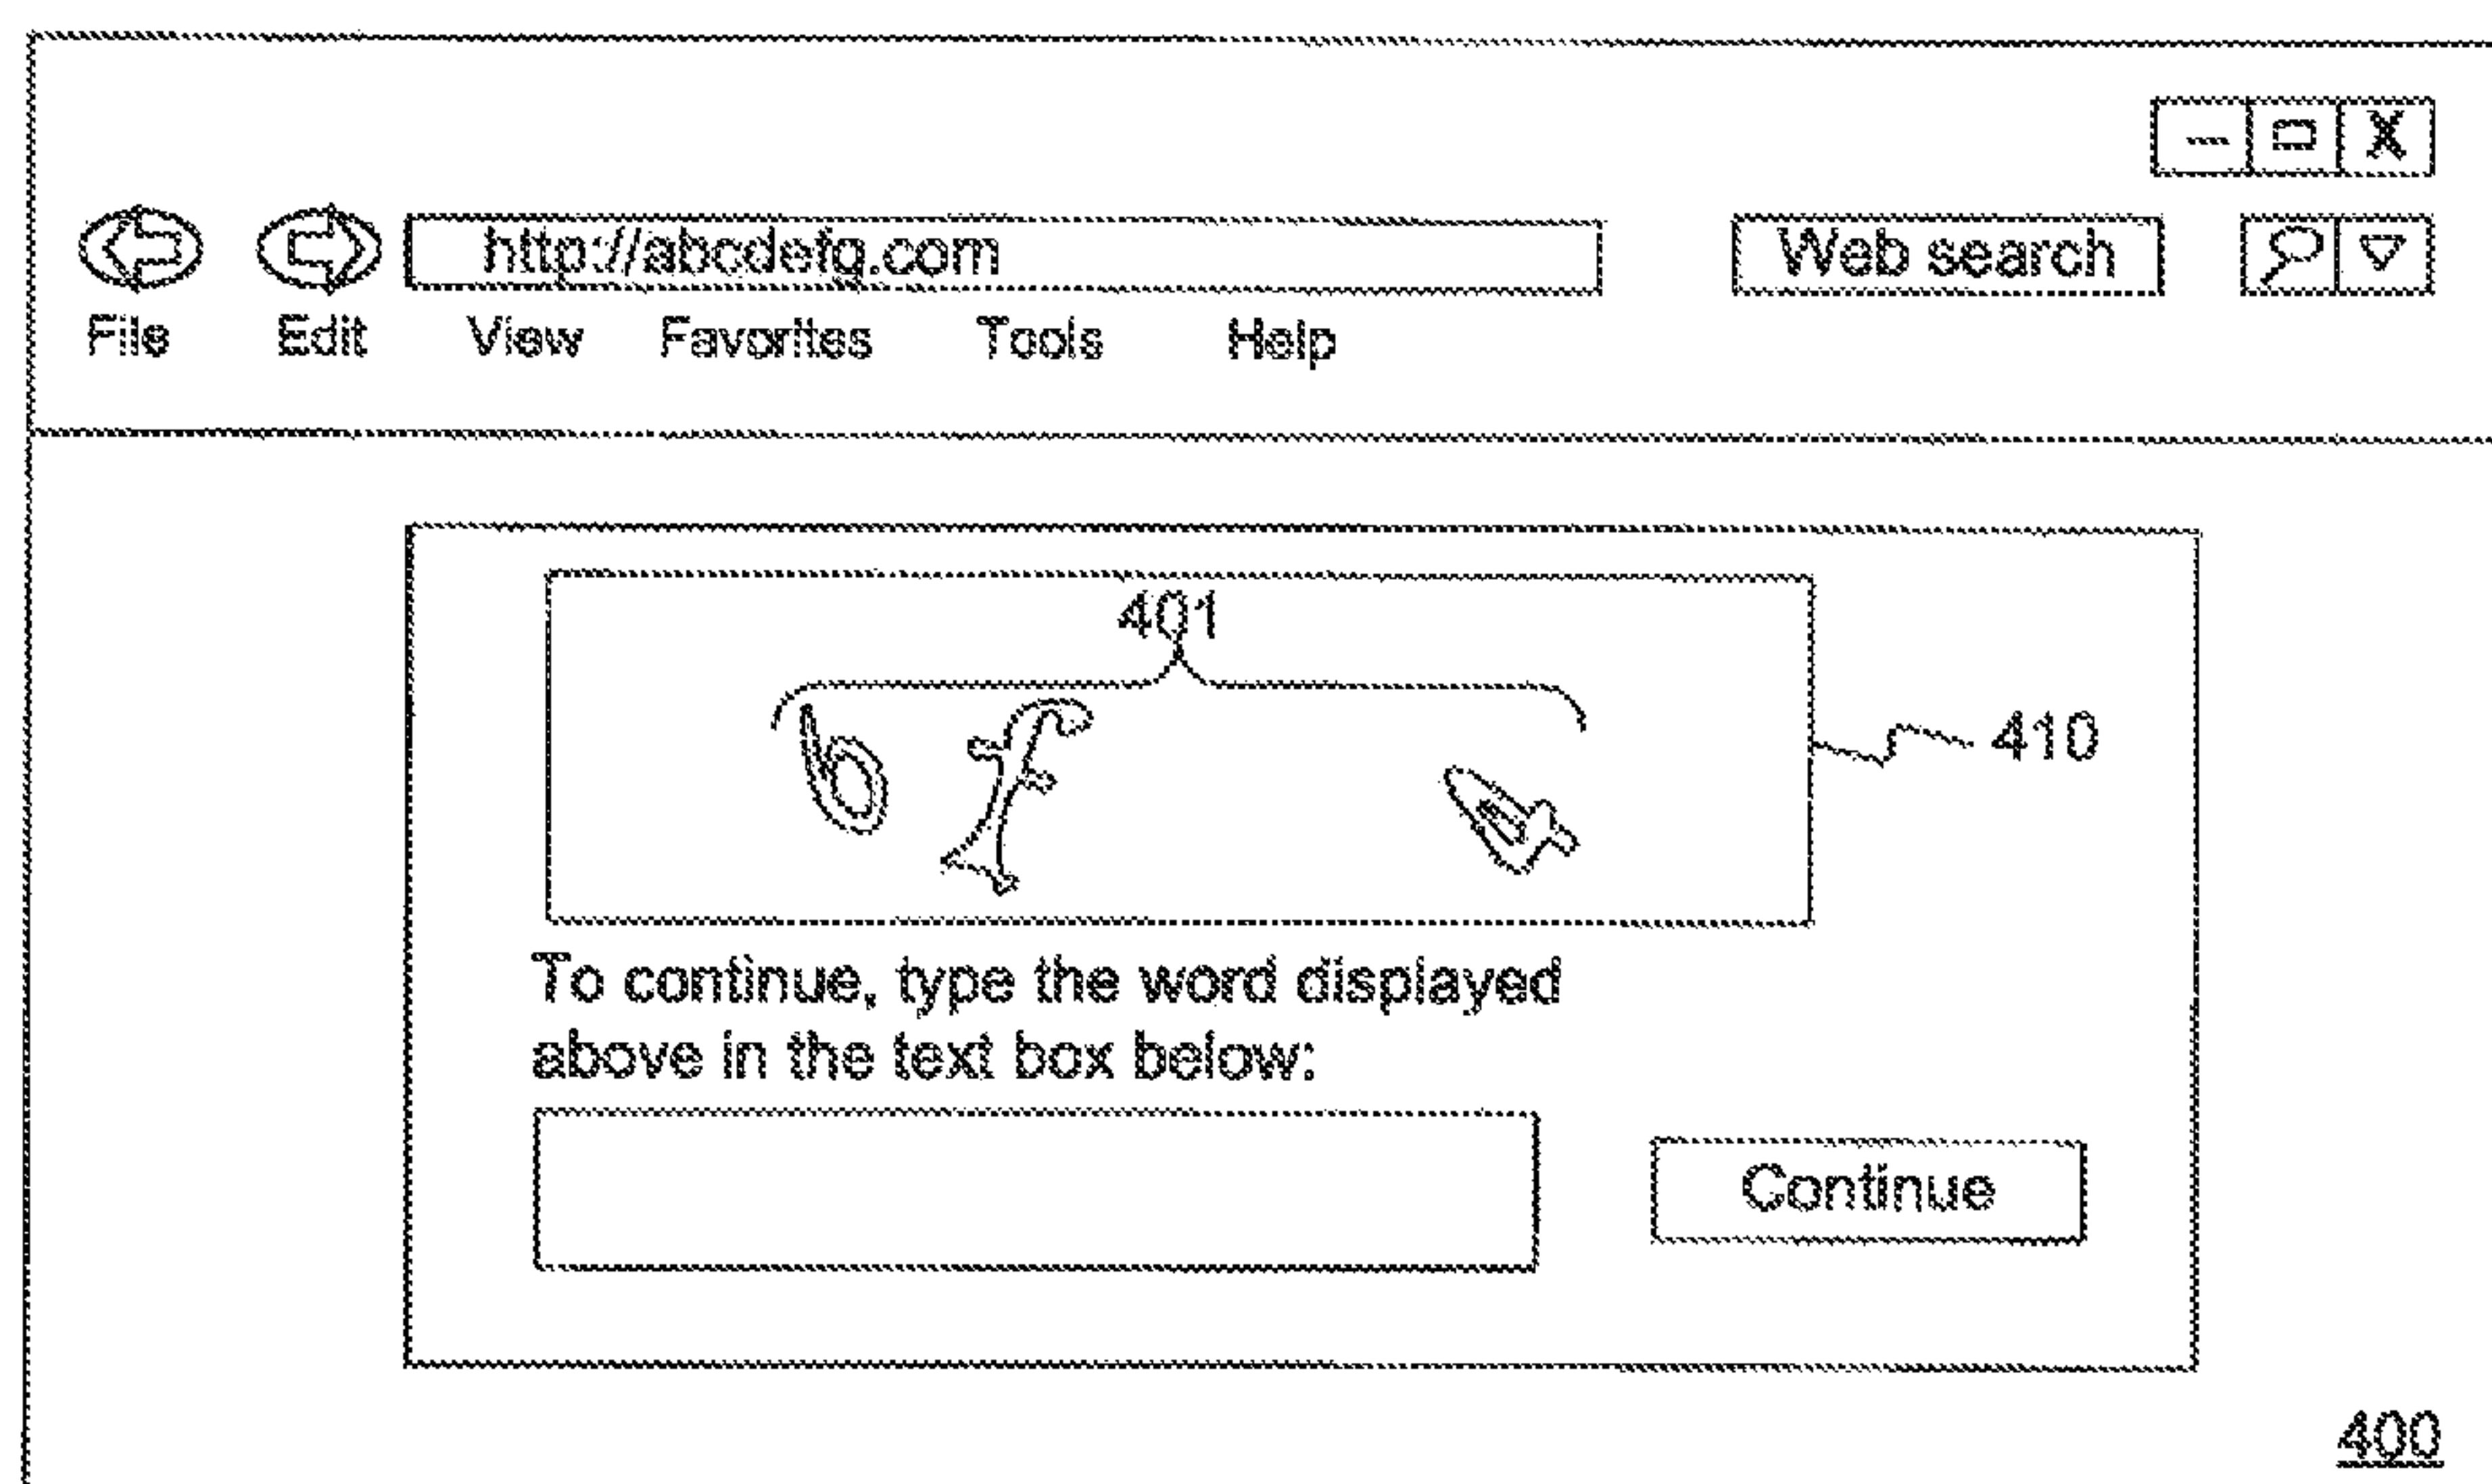 http://abcdefg.com
Web search
File Edit View Favorites Tools Help
401
b f 4
410
To continue, type the word displayed
above in the text box below:
Continue
400